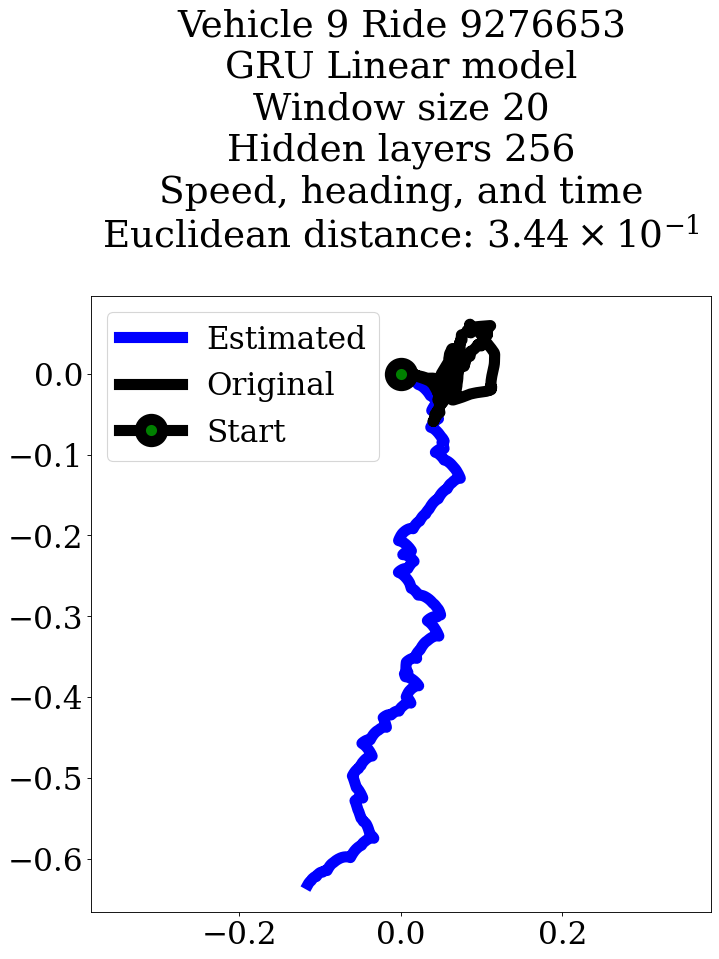 Vehicle 9 Ride 9276653
GRU Linear model
Window size 20
Hidden layers 256
Speed, heading, and time
Euclidean distance: 3.44 × 10⁻¹
Estimated
Original
Start
0.0
−0.1
−0.2
−0.3
−0.4
−0.5
−0.6
−0.2 0.0 0.2